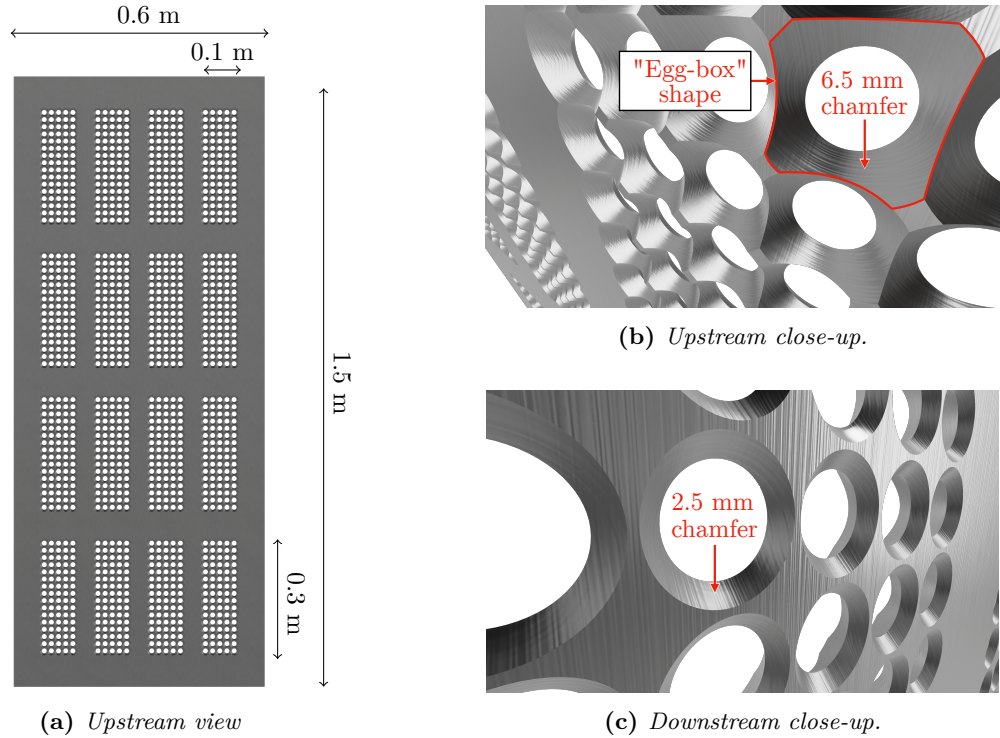 0.6 m
0.1 m
1.5 m
0.3 m
(a) Upstream view
"Egg-box"
shape
6.5 mm
chamfer
(b) Upstream close-up.
2.5 mm
chamfer
(c) Downstream close-up.